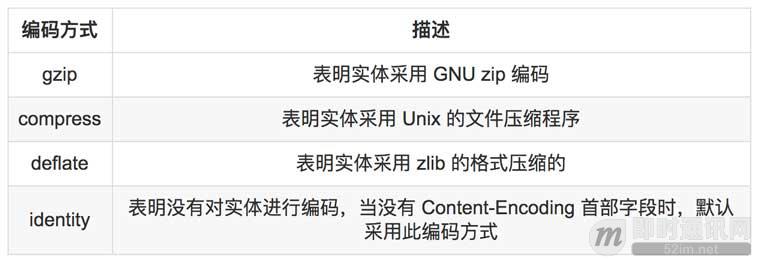 编码方式 描述
gzip 表明实体采用 GNU zip 编码
compress 表明实体采用 Unix 的文件压缩程序
deflate 表明实体采用 zlib 的格式压缩的
identity 表明没有对实体进行编码，当没有 Content-Encoding 首部字段时，默认
采用此编码方式
m 即时通讯网
52im.net